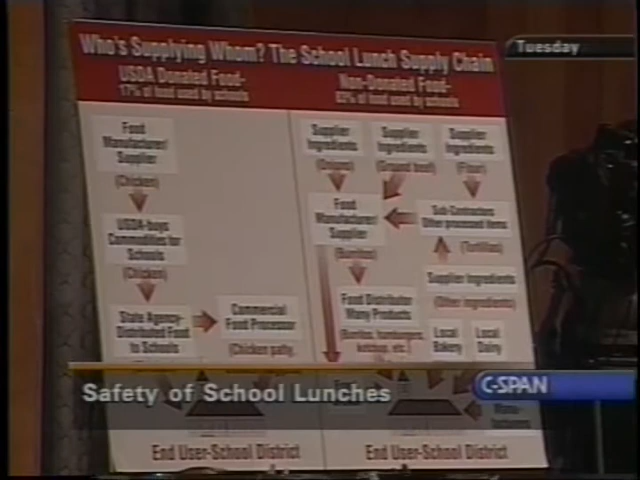 Who's Supplying Whom? The School Lunch Supply Chain
USDA Donated Food-
17% of food used by schools
Non-Donated Food-
83% of food used by schools
Tuesday
Food
Manufacturer/
Supplier
(Chicken)
USDA-buys
Commodities for
Schools
(Chicken)
State Agency-
Distributed Food
to Schools
Commercial
Food Processor
(Chicken patty,
Supplier
Ingredients
(Onions)
Supplier
Ingredients
(Ground beef)
Supplier
Ingredients
(Flour)
Food
Manufacturer/
Supplier
(Burritos)
Sub-Contractors
Other processed items
(Tortillas)
Supplier Ingredients
(Other ingredients)
Food Distributor
Many Products
(Burritos, hamburgers,
ketchup, etc.)
Local
Bakery
Local
Dairy
Safety of School Lunches
C-SPAN
End User-School District
End User-School District